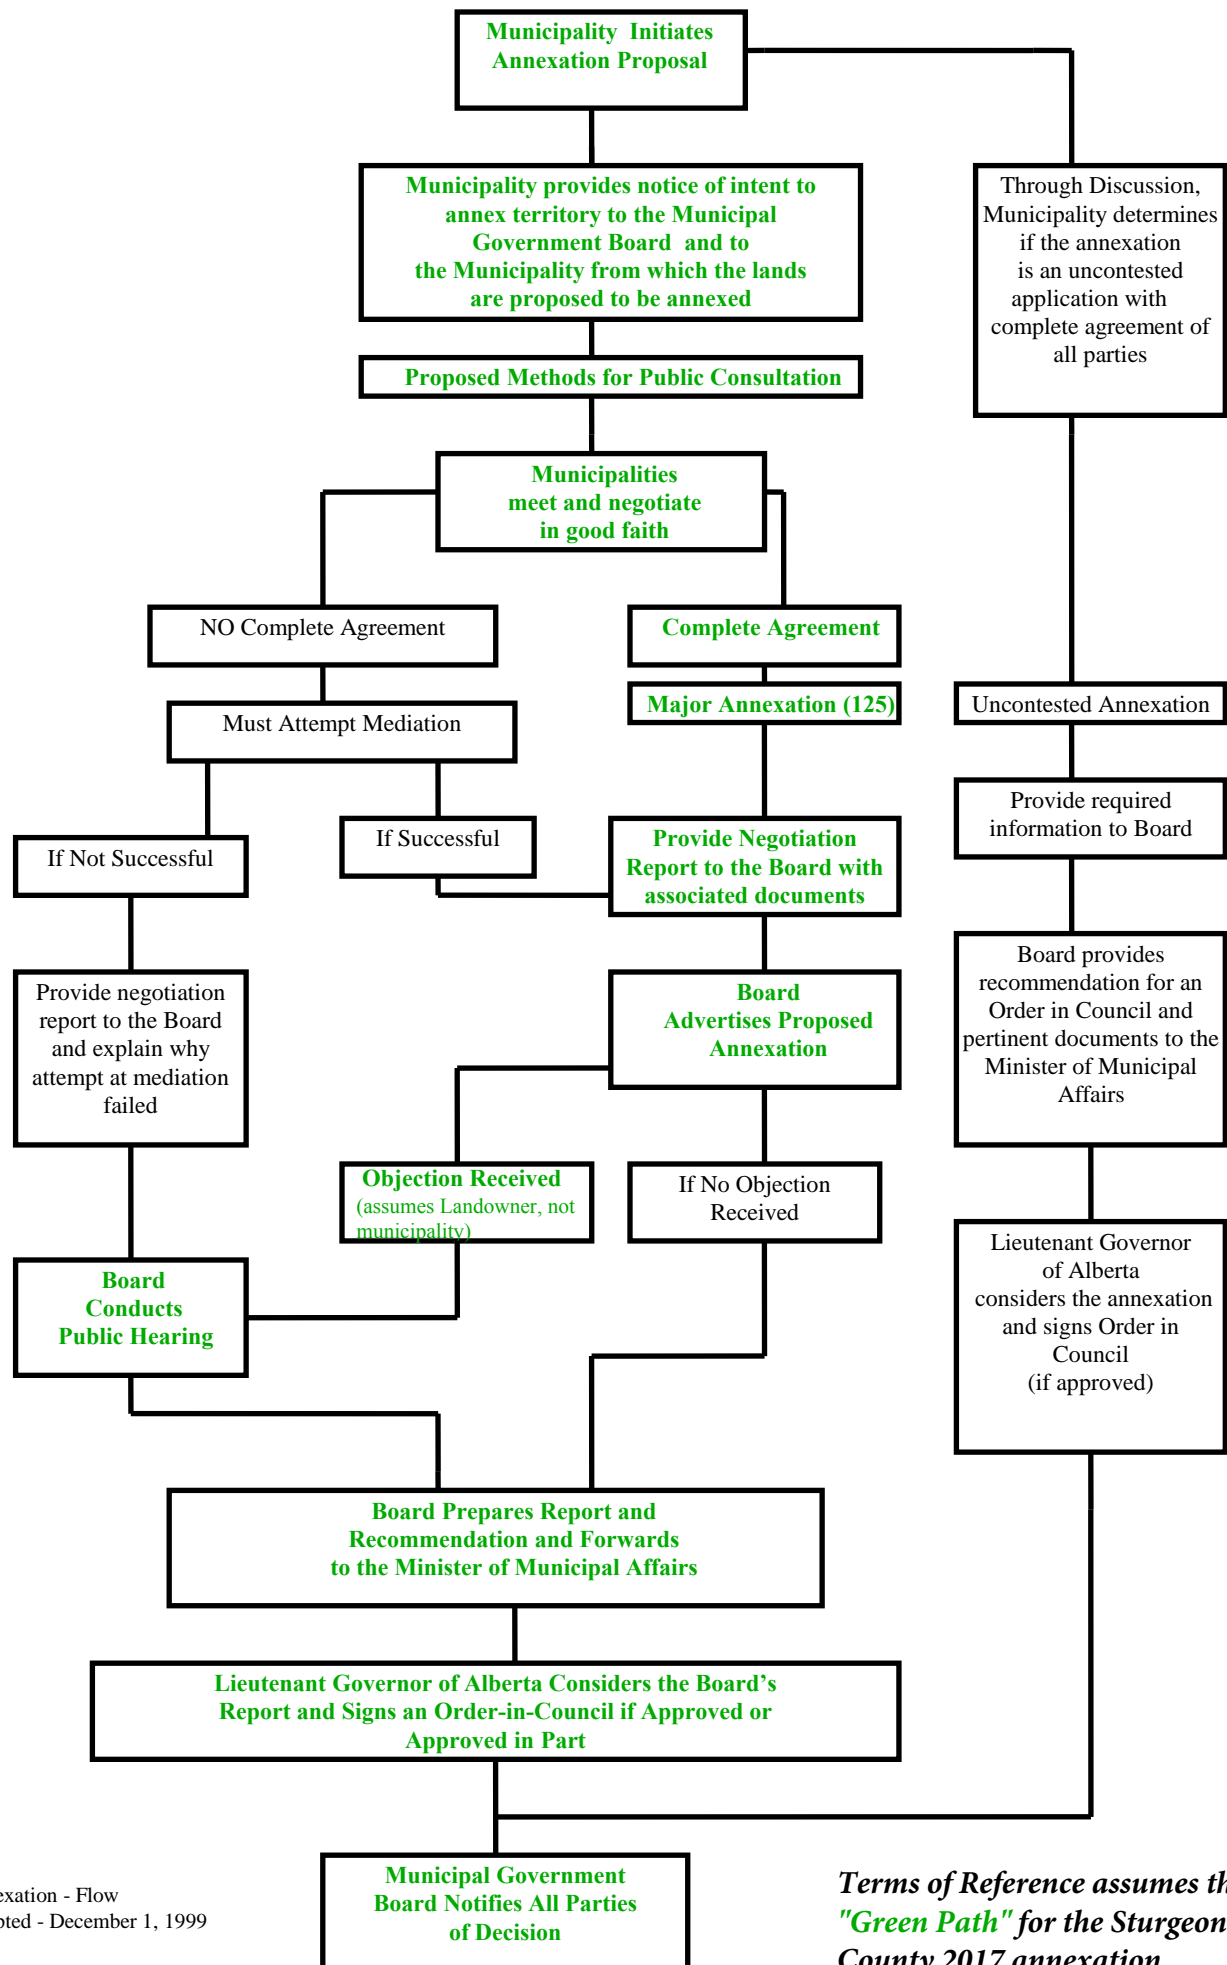 Municipality Initiates
Annexation Proposal
Municipality provides notice of intent to
annex territory to the Municipal
Government Board and to
the Municipality from which the lands
are proposed to be annexed
Through Discussion,
Municipality determines
if the annexation
is an uncontested
application with
complete agreement of
all parties
Proposed Methods for Public Consultation
Municipalities
meet and negotiate
in good faith
NO Complete Agreement
Complete Agreement
Major Annexation (125)
Uncontested Annexation
Must Attempt Mediation
Provide required
information to Board
If Not Successful
If Successful
Provide Negotiation
Report to the Board with
associated documents
Board provides
recommendation for an
Order in Council and
pertinent documents to the
Minister of Municipal
Affairs
Provide negotiation
report to the Board
and explain why
attempt at mediation
failed
Board
Advertises Proposed
Annexation
Objection Received
(assumes Landowner, not
municipality)
If No Objection
Received
Lieutenant Governor
of Alberta
considers the annexation
and signs Order in
Council
(if approved)
Board
Conducts
Public Hearing
Board Prepares Report and
Recommendation and Forwards
to the Minister of Municipal Affairs
Lieutenant Governor of Alberta Considers the Board's
Report and Signs an Order-in-Council if Approved or
Approved in Part
Municipal Government
Board Notifies All Parties
of Decision
exation - Flow
pted - December 1, 1999
Terms of Reference assumes th
"Green Path" for the Sturgeon
County 2017 annexation